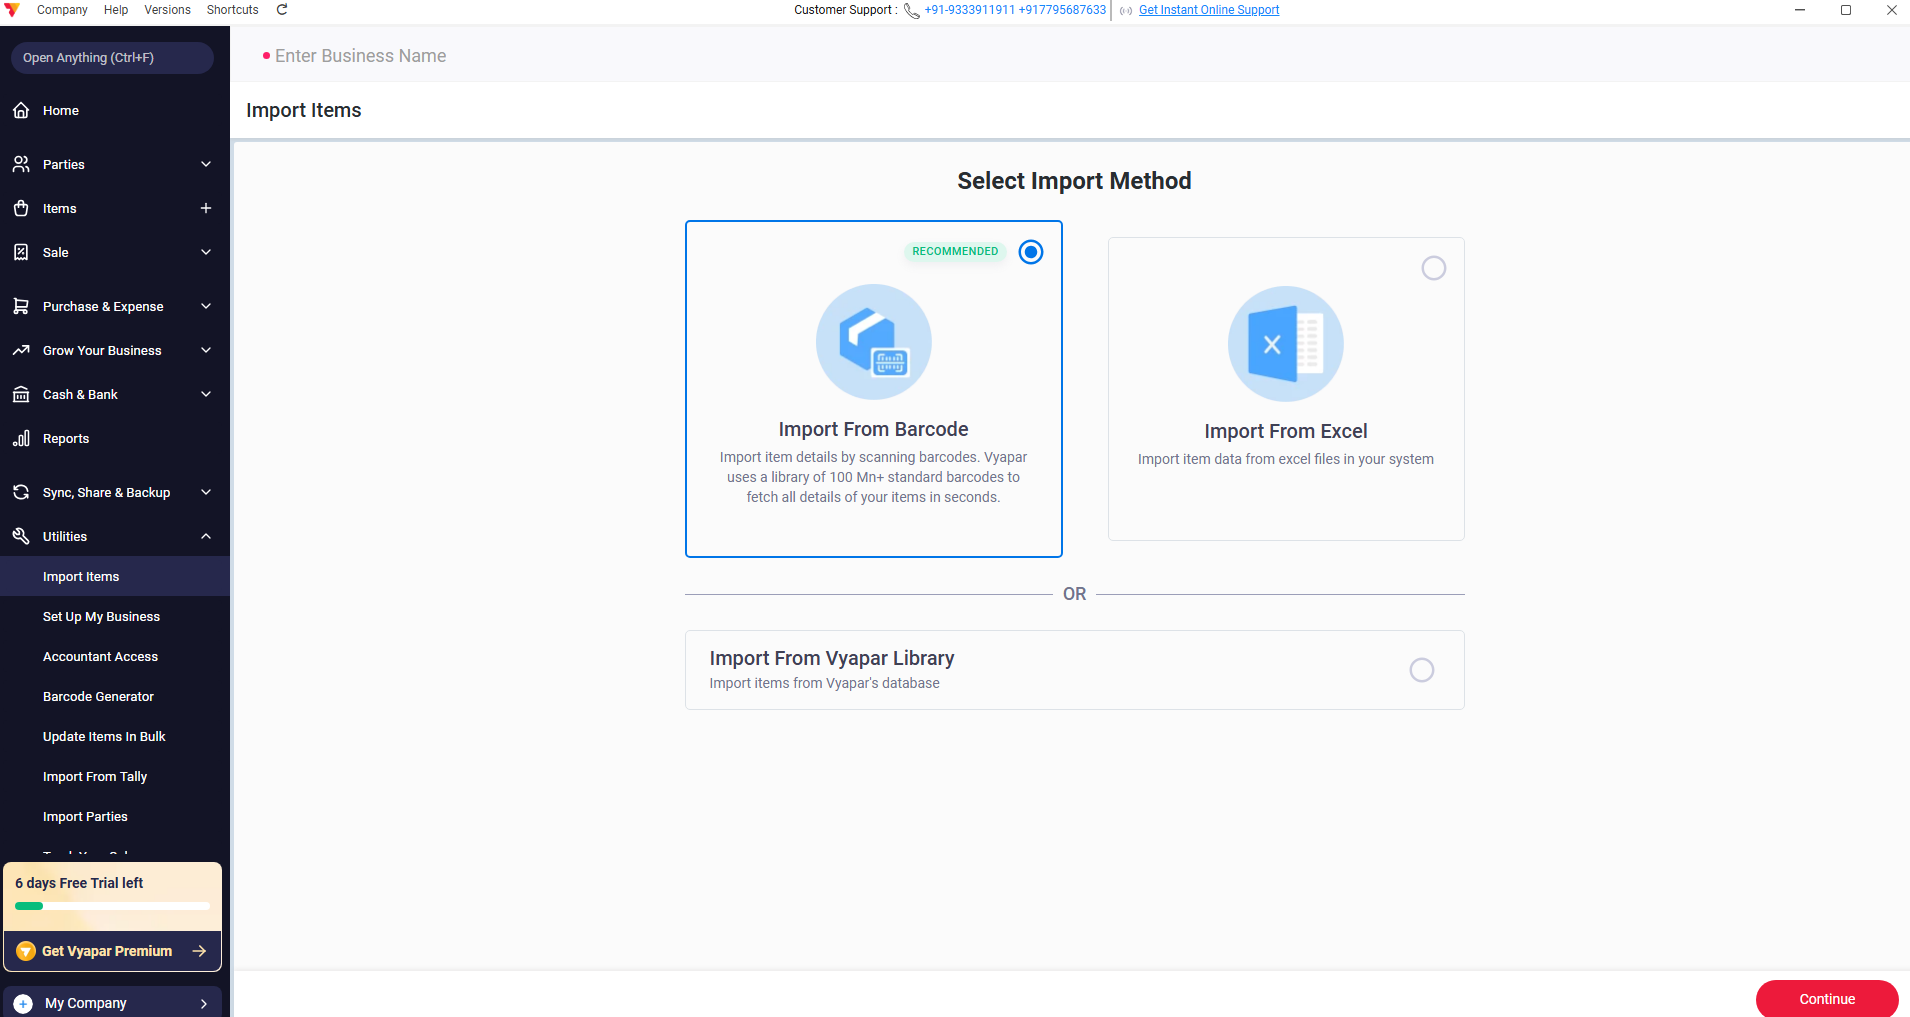 Company Help Versions Shortcuts
Customer Support : +91-9333911911 +917795687633 Get Instant Online Support
Open Anything (Ctrl+F)
Home
Parties
Items
Sale
Purchase & Expense
Grow Your Business
Cash & Bank
Reports
Sync, Share & Backup
Utilities
Import Items
Set Up My Business
Accountant Access
Barcode Generator
Update Items In Bulk
Import From Tally
Import Parties
6 days Free Trial left
Get Vyapar Premium
My Company
Enter Business Name
Import Items
Select Import Method
RECOMMENDED
Import From Barcode
Import item details by scanning barcodes. Vyapar
uses a library of 100 Mn+ standard barcodes to
fetch all details of your items in seconds.
Import From Excel
Import item data from excel files in your system
OR
Import From Vyapar Library
Import items from Vyapar's database
Continue